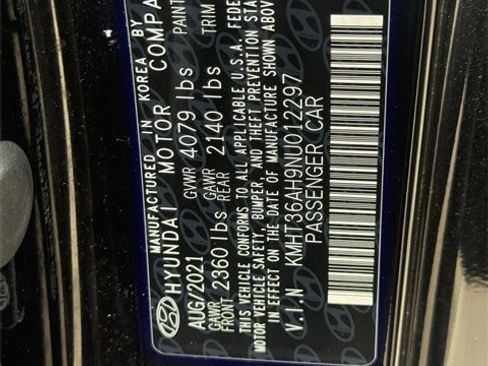 MANUFACTURED IN KOREA BY
HYUNDAI MOTOR COMPA
AUG/2021 GVWR 4079 lbs PAINT
GAWR FRONT 2360 lbs GAWR REAR 2140 lbs TRIM
THIS VEHICLE CONFORMS TO ALL APPLICABLE U.S.A. FEDE
MOTOR VEHICLE SAFETY, BUMPER, AND THEFT PREVENTION STA
IN EFFECT ON THE DATE OF MANUFACTURE SHOWN ABOV
V.I.N KMHT36AH9NU012297
PASSENGER CAR